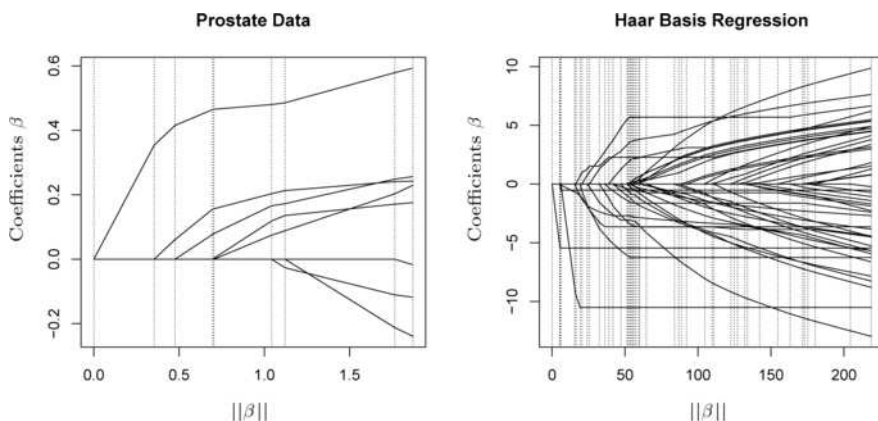 Prostate Data
Haar Basis Regression
0.6
0.4
0.2
0.0
−0.2
Coefficients β
0.0 0.5 1.0 1.5
||β||
10
5
0
−5
−10
Coefficients β
0 50 100 150 200
||β||